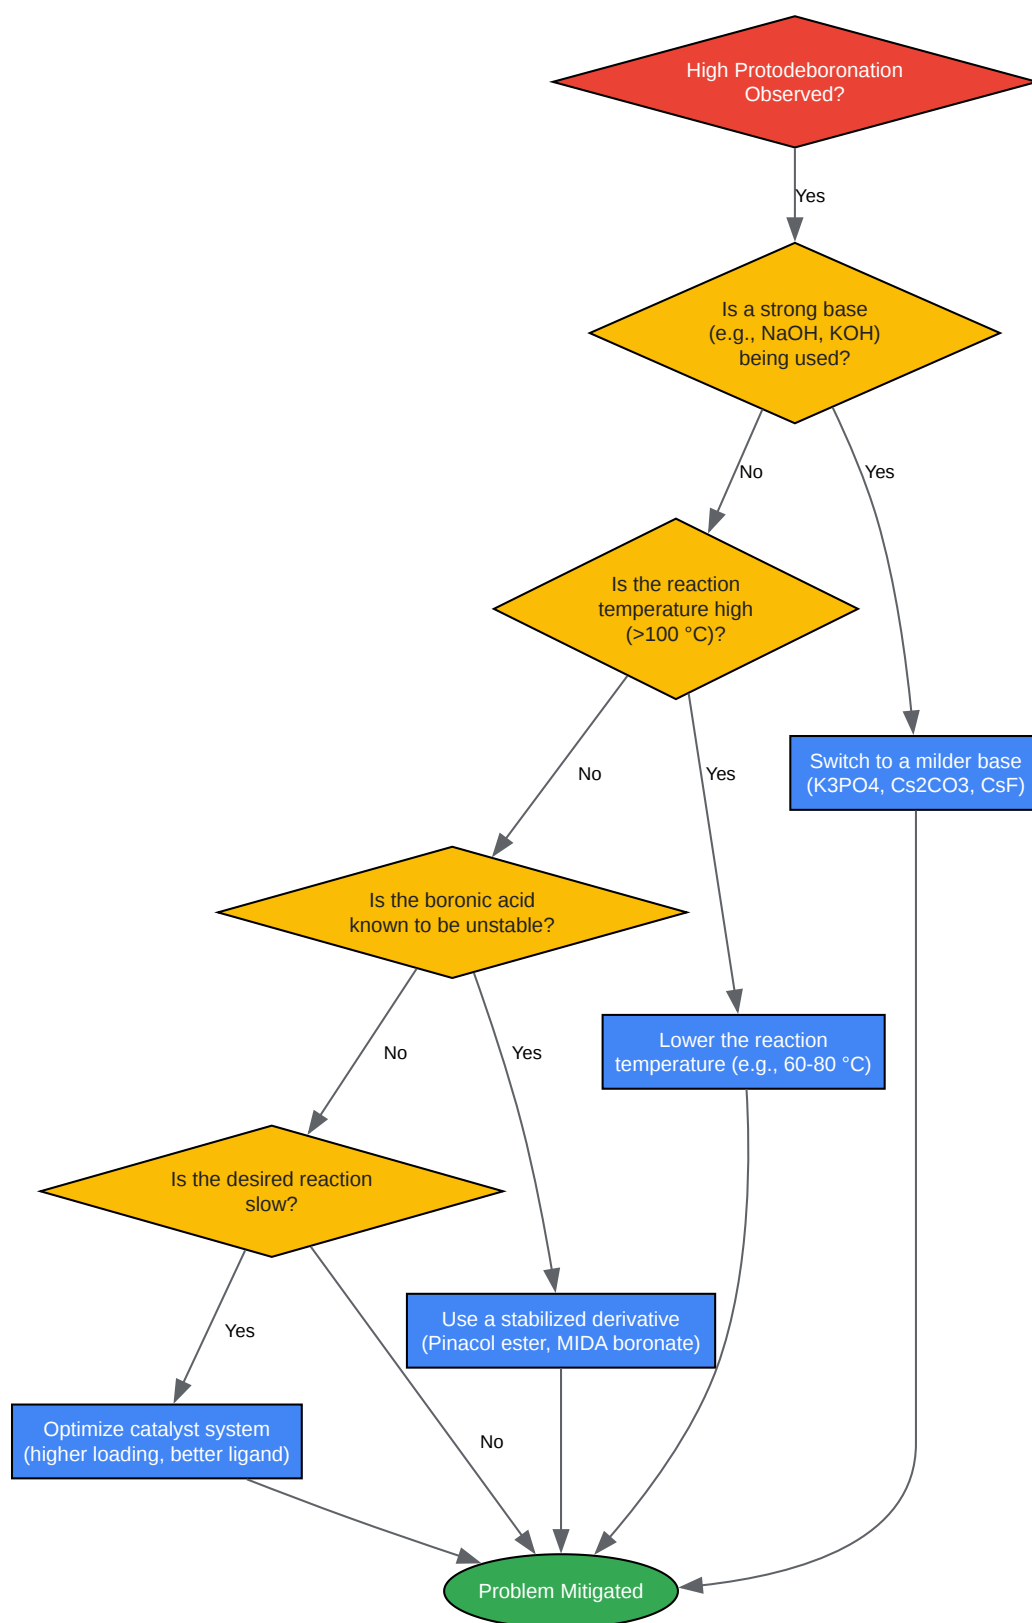 High Protodeboronation
Observed?
Yes
Is a strong base
(e.g., NaOH, KOH)
being used?
No
Yes
Is the reaction
temperature high
(>100 °C)?
Switch to a milder base
(K3PO4, Cs2CO3, CsF)
No
Yes
Is the boronic acid
known to be unstable?
Lower the reaction
temperature (e.g., 60-80 °C)
No
Yes
Is the desired reaction
slow?
Use a stabilized derivative
(Pinacol ester, MIDA boronate)
Yes
Optimize catalyst system
(higher loading, better ligand)
No
Problem Mitigated